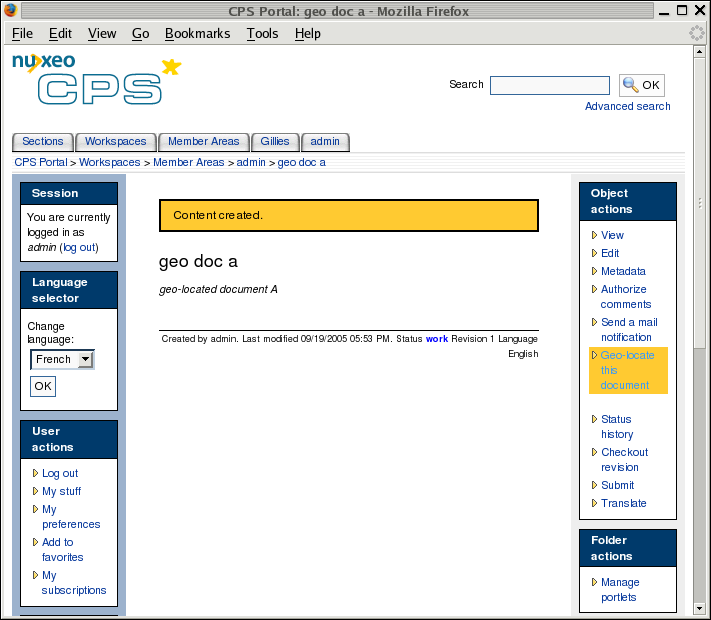 CPS Portal: geo doc a - Mozilla Firefox
File Edit View Go Bookmarks Tools Help
nuxeo
CPS
Search OK
Advanced search
Sections Workspaces Member Areas Gillies admin
CPS Portal > Workspaces > Member Areas > admin > geo doc a
Session
You are currently
logged in as
admin (log out)
Language
selector
Change
language:
French
OK
User
actions
Log out
My stuff
My
preferences
Add to
favorites
My
subscriptions
Content created.
geo doc a
geo-located document A
Created by admin. Last modified 09/19/2005 05:53 PM. Status work Revision 1 Language
English
Object
actions
View
Edit
Metadata
Authorize
comments
Send a mail
notification
Geo-locate
this
document
Status
history
Checkout
revision
Submit
Translate
Folder
actions
Manage
portlets